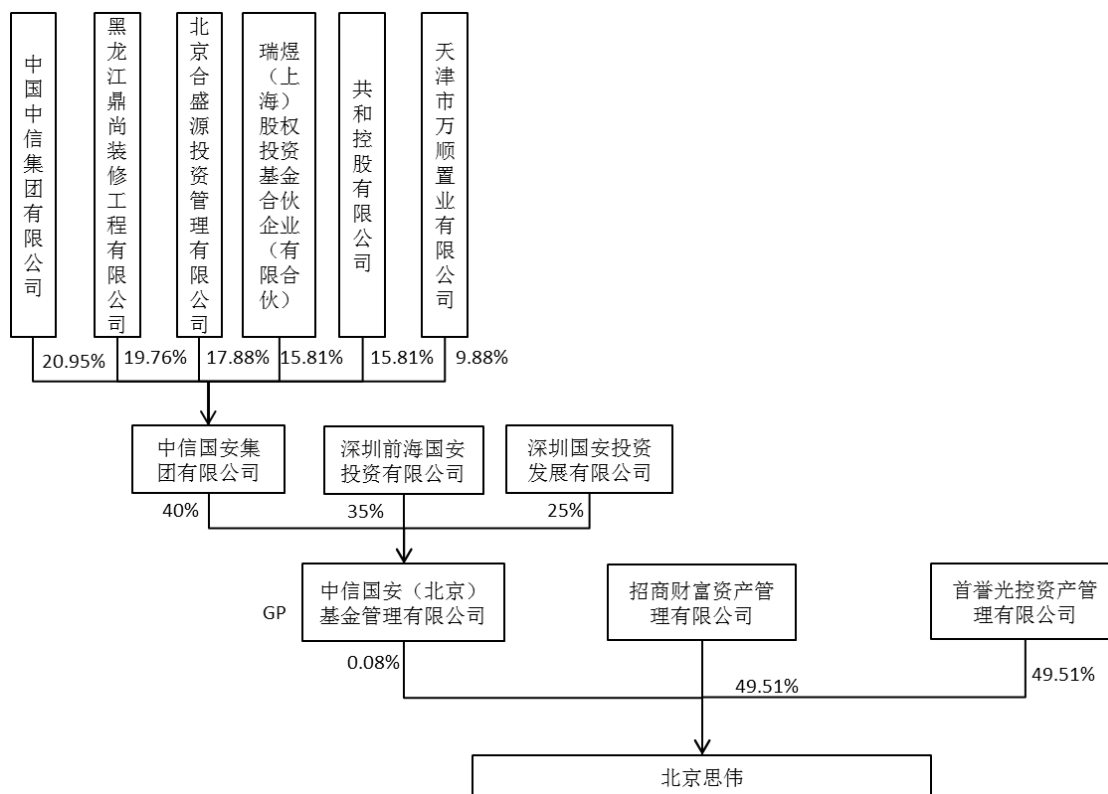 中国中信集团有限公司
黑龙江鼎尚装修工程有限公司
北京合盛源投资管理有限公司
瑞煜（上海）股权投资基金合伙企业（有限合伙）
共和控股有限公司
天津市万顺置业有限公司
20.95%
19.76%
17.88%
15.81%
15.81%
9.88%
中信国安集
团有限公司
深圳前海国安
投资有限公司
深圳国安投资
发展有限公司
40%
35%
25%
GP
中信国安（北京）
基金管理有限公司
招商财富资产管
理有限公司
首誉光控资产管
理有限公司
0.08%
49.51%
49.51%
北京思伟